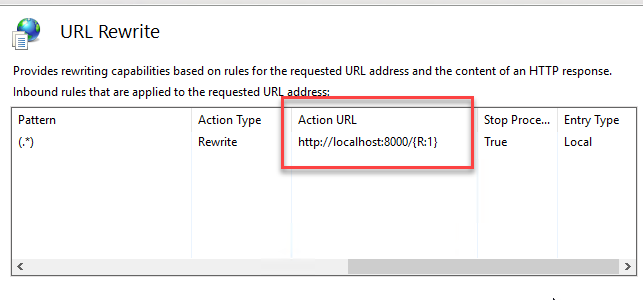 URL Rewrite
Provides rewriting capabilities based on rules for the requested URL address and the content of an HTTP response.
Inbound rules that are applied to the requested URL address:
Pattern Action Type Action URL Stop Proce... Entry Type
(.*) Rewrite http://localhost:8000/{R:1} True Local